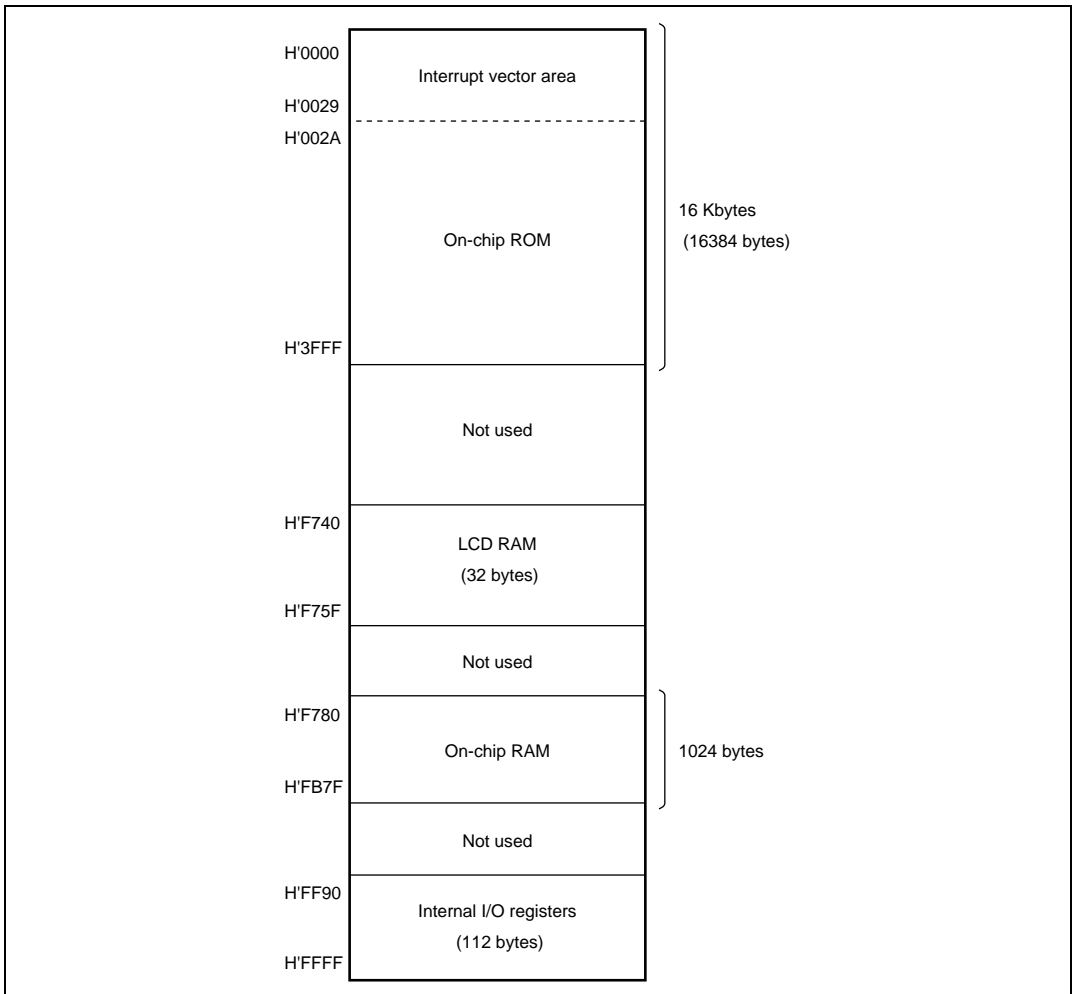 H'0000
Interrupt vector area
H'0029
H'002A
On-chip ROM
16 Kbytes
(16384 bytes)
H'3FFF
Not used
H'F740
LCD RAM
(32 bytes)
H'F75F
Not used
H'F780
On-chip RAM
1024 bytes
H'FB7F
Not used
H'FF90
Internal I/O registers
(112 bytes)
H'FFFF